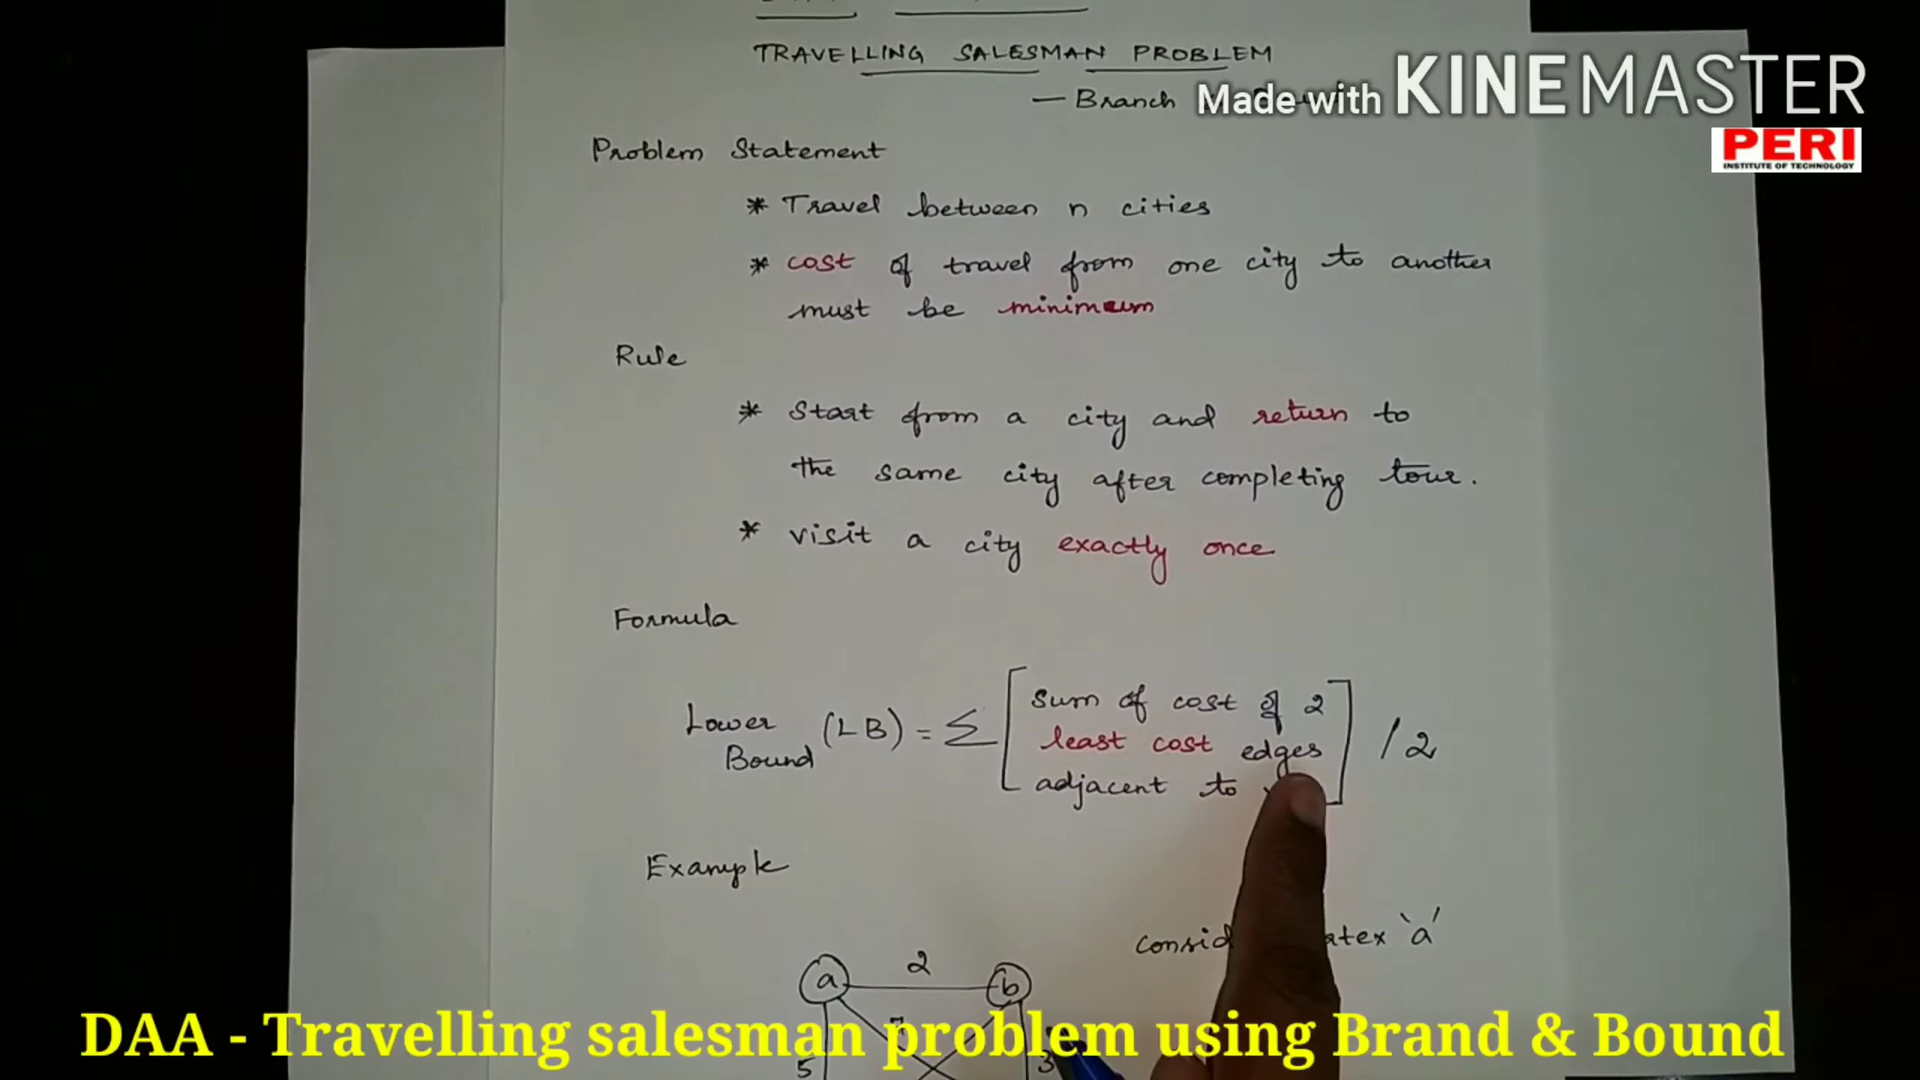 TRAVELLING SALESMAN PROBLEM
— Branch
Made with KINEMASTER
PERI
INSTITUTE OF TECHNOLOGY
Problem Statement
* Travel between n cities
* cost of travel from one city to another
must be minimum
Rule
* Start from a city and return to
the same city after completing tour.
* visit a city exactly once
Formula
Lower Bound (LB) = Σ [ sum of cost of 2
least cost edges
adjacent to ] / 2
Example
'a'
a 2 b
5 3
DAA - Travelling salesman problem using Brand & Bound